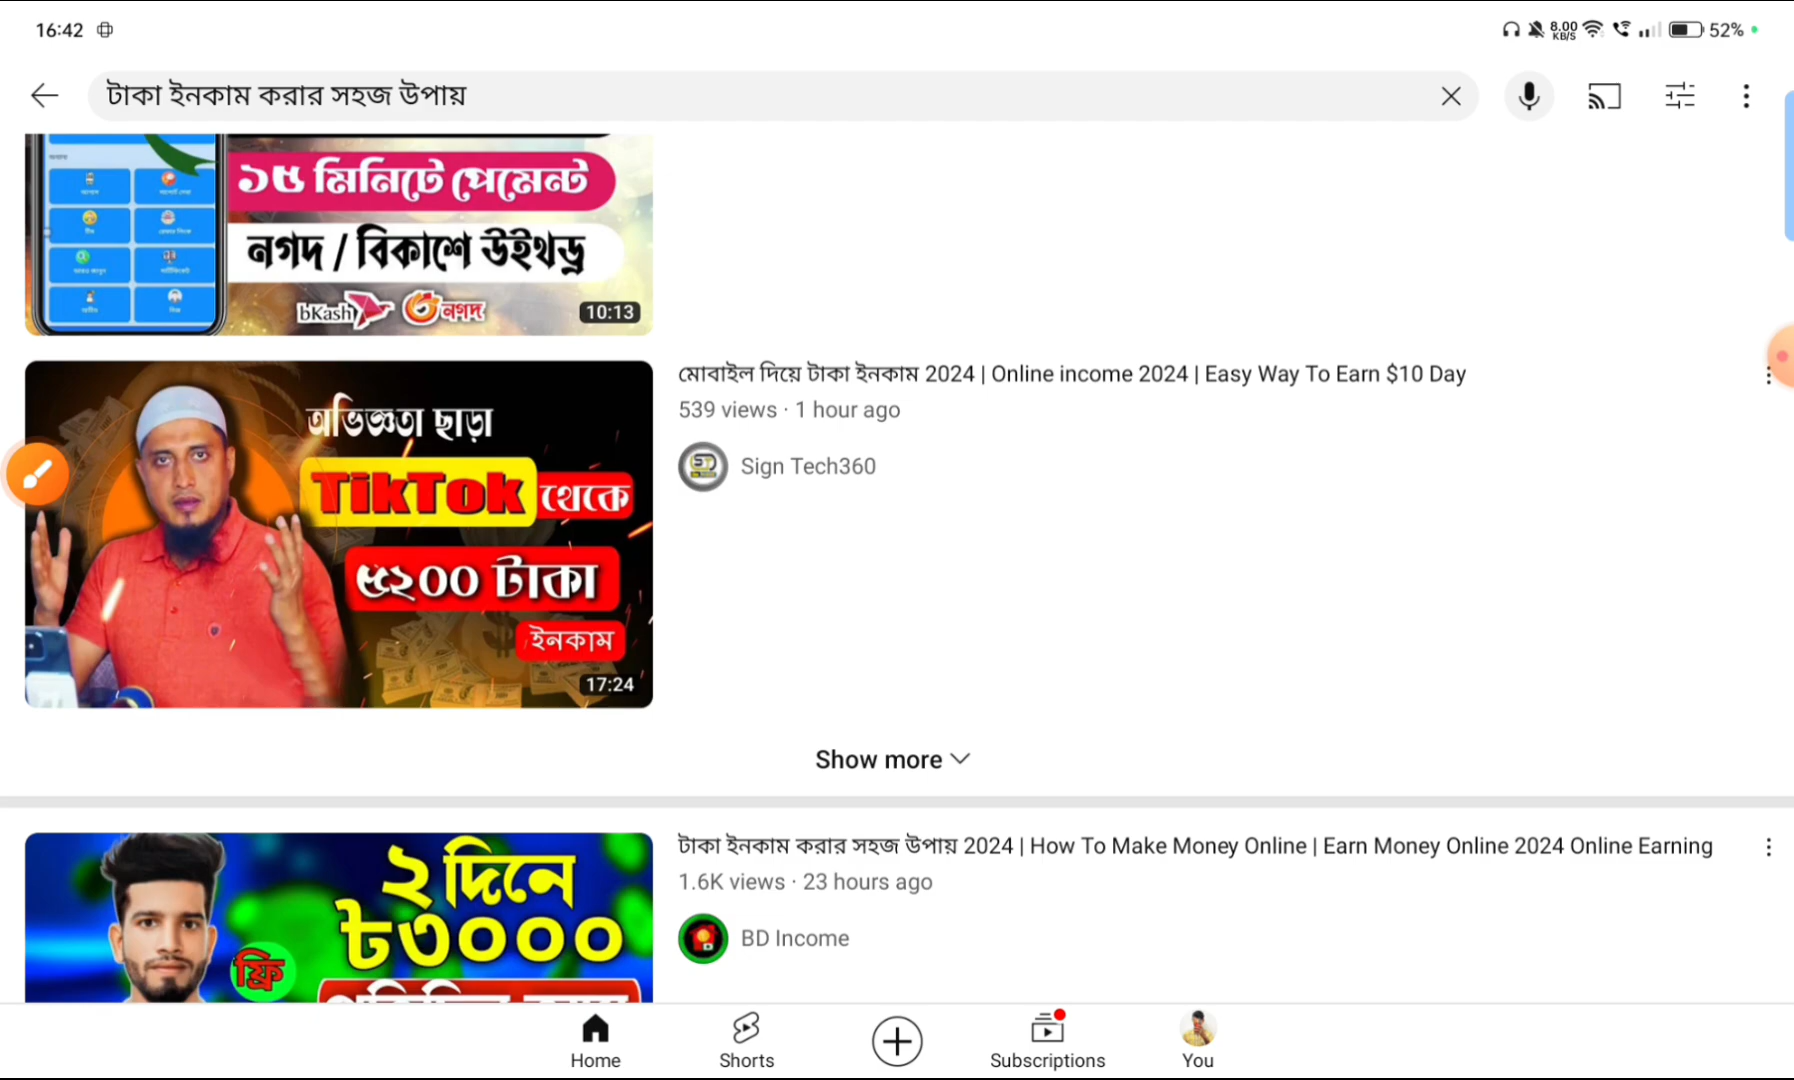 16:42
8.00 KB/S
52%
টাকা ইনকাম করার সহজ উপায়
১৫ মিনিটে পেমেন্ট
নগদ / বিকাশে উইথড্র
bKash নগদ
10:13
অভিজ্ঞতা ছাড়া
TikTok থেকে
৫২০০ টাকা
ইনকাম
17:24
মোবাইল দিয়ে টাকা ইনকাম 2024 | Online income 2024 | Easy Way To Earn $10 Day
539 views · 1 hour ago
Sign Tech360
Show more
২ দিনে
৳৩০০০
ফ্রি
টাকা ইনকাম করার সহজ উপায় 2024 | How To Make Money Online | Earn Money Online 2024 Online Earning
1.6K views · 23 hours ago
BD Income
Home
Shorts
Subscriptions
You